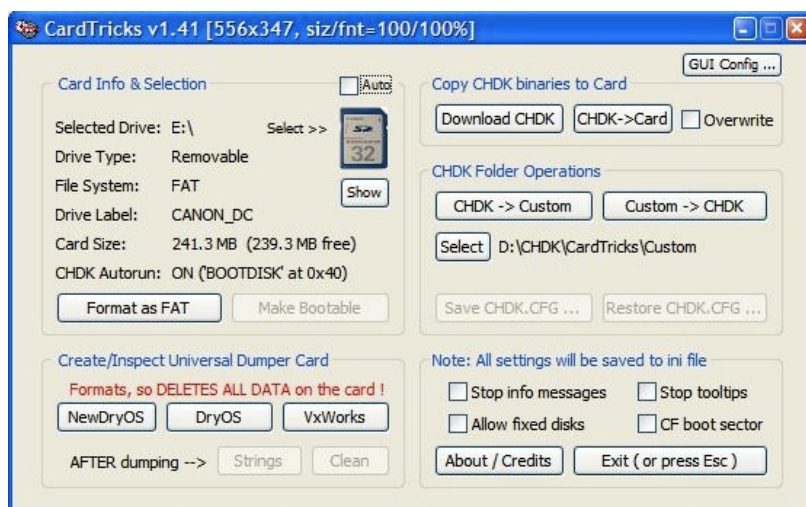 CardTricks v1.41 [556x347, siz/fnt=100/100%]
GUI Config ...
Card Info & Selection
Auto
Selected Drive: E:\ Select >>
SD
32
Drive Type: Removable
File System: FAT
Show
Drive Label: CANON_DC
Card Size: 241.3 MB (239.3 MB free)
CHDK Autorun: ON ('BOOTDISK' at 0x40)
Format as FAT Make Bootable
Create/Inspect Universal Dumper Card
Formats, so DELETES ALL DATA on the card !
NewDryOS DryOS VxWorks
AFTER dumping --> Strings Clean
Copy CHDK binaries to Card
Download CHDK CHDK->Card Overwrite
CHDK Folder Operations
CHDK -> Custom Custom -> CHDK
Select D:\CHDK\CardTricks\Custom
Save CHDK.CFG ... Restore CHDK.CFG ...
Note: All settings will be saved to ini file
Stop info messages Stop tooltips
Allow fixed disks CF boot sector
About / Credits Exit ( or press Esc )